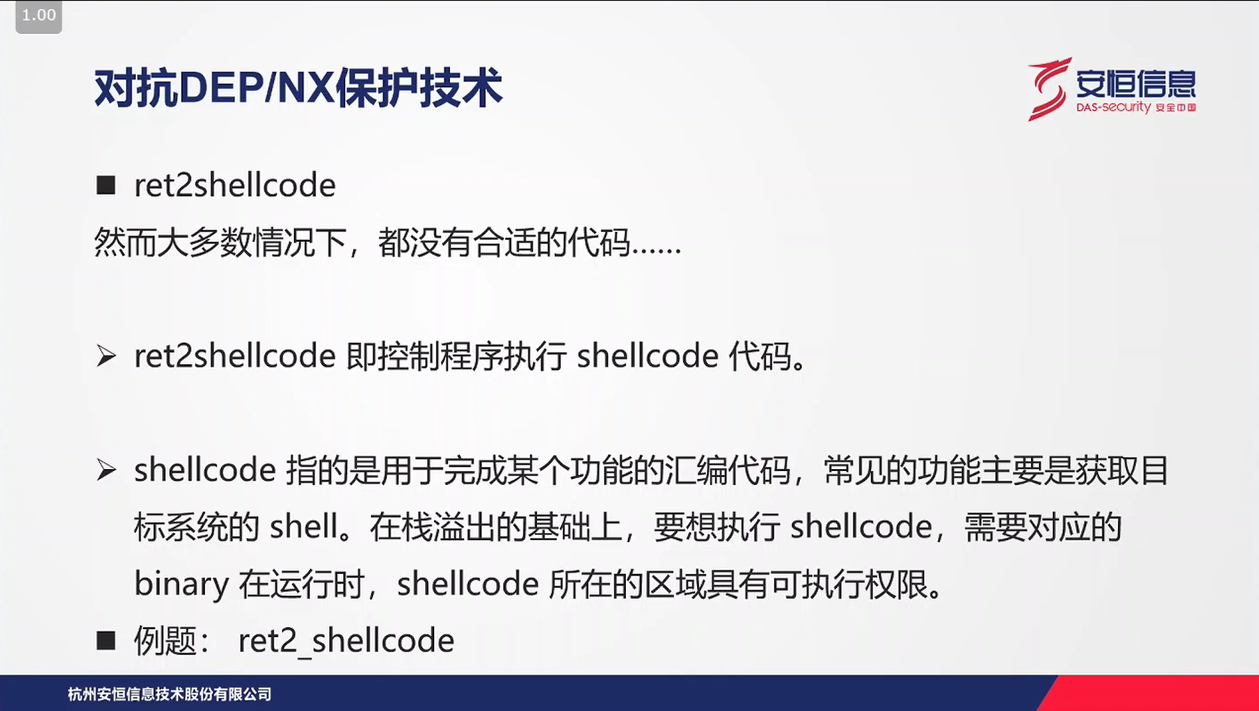 1.00
对抗DEP/NX保护技术
安恒信息
DAS-security 安全中国
■ ret2shellcode
然而大多数情况下，都没有合适的代码……
➢ ret2shellcode 即控制程序执行 shellcode 代码。
➢ shellcode 指的是用于完成某个功能的汇编代码，常见的功能主要是获取目
标系统的 shell。在栈溢出的基础上，要想执行 shellcode，需要对应的
binary 在运行时，shellcode 所在的区域具有可执行权限。
■ 例题： ret2_shellcode
杭州安恒信息技术股份有限公司